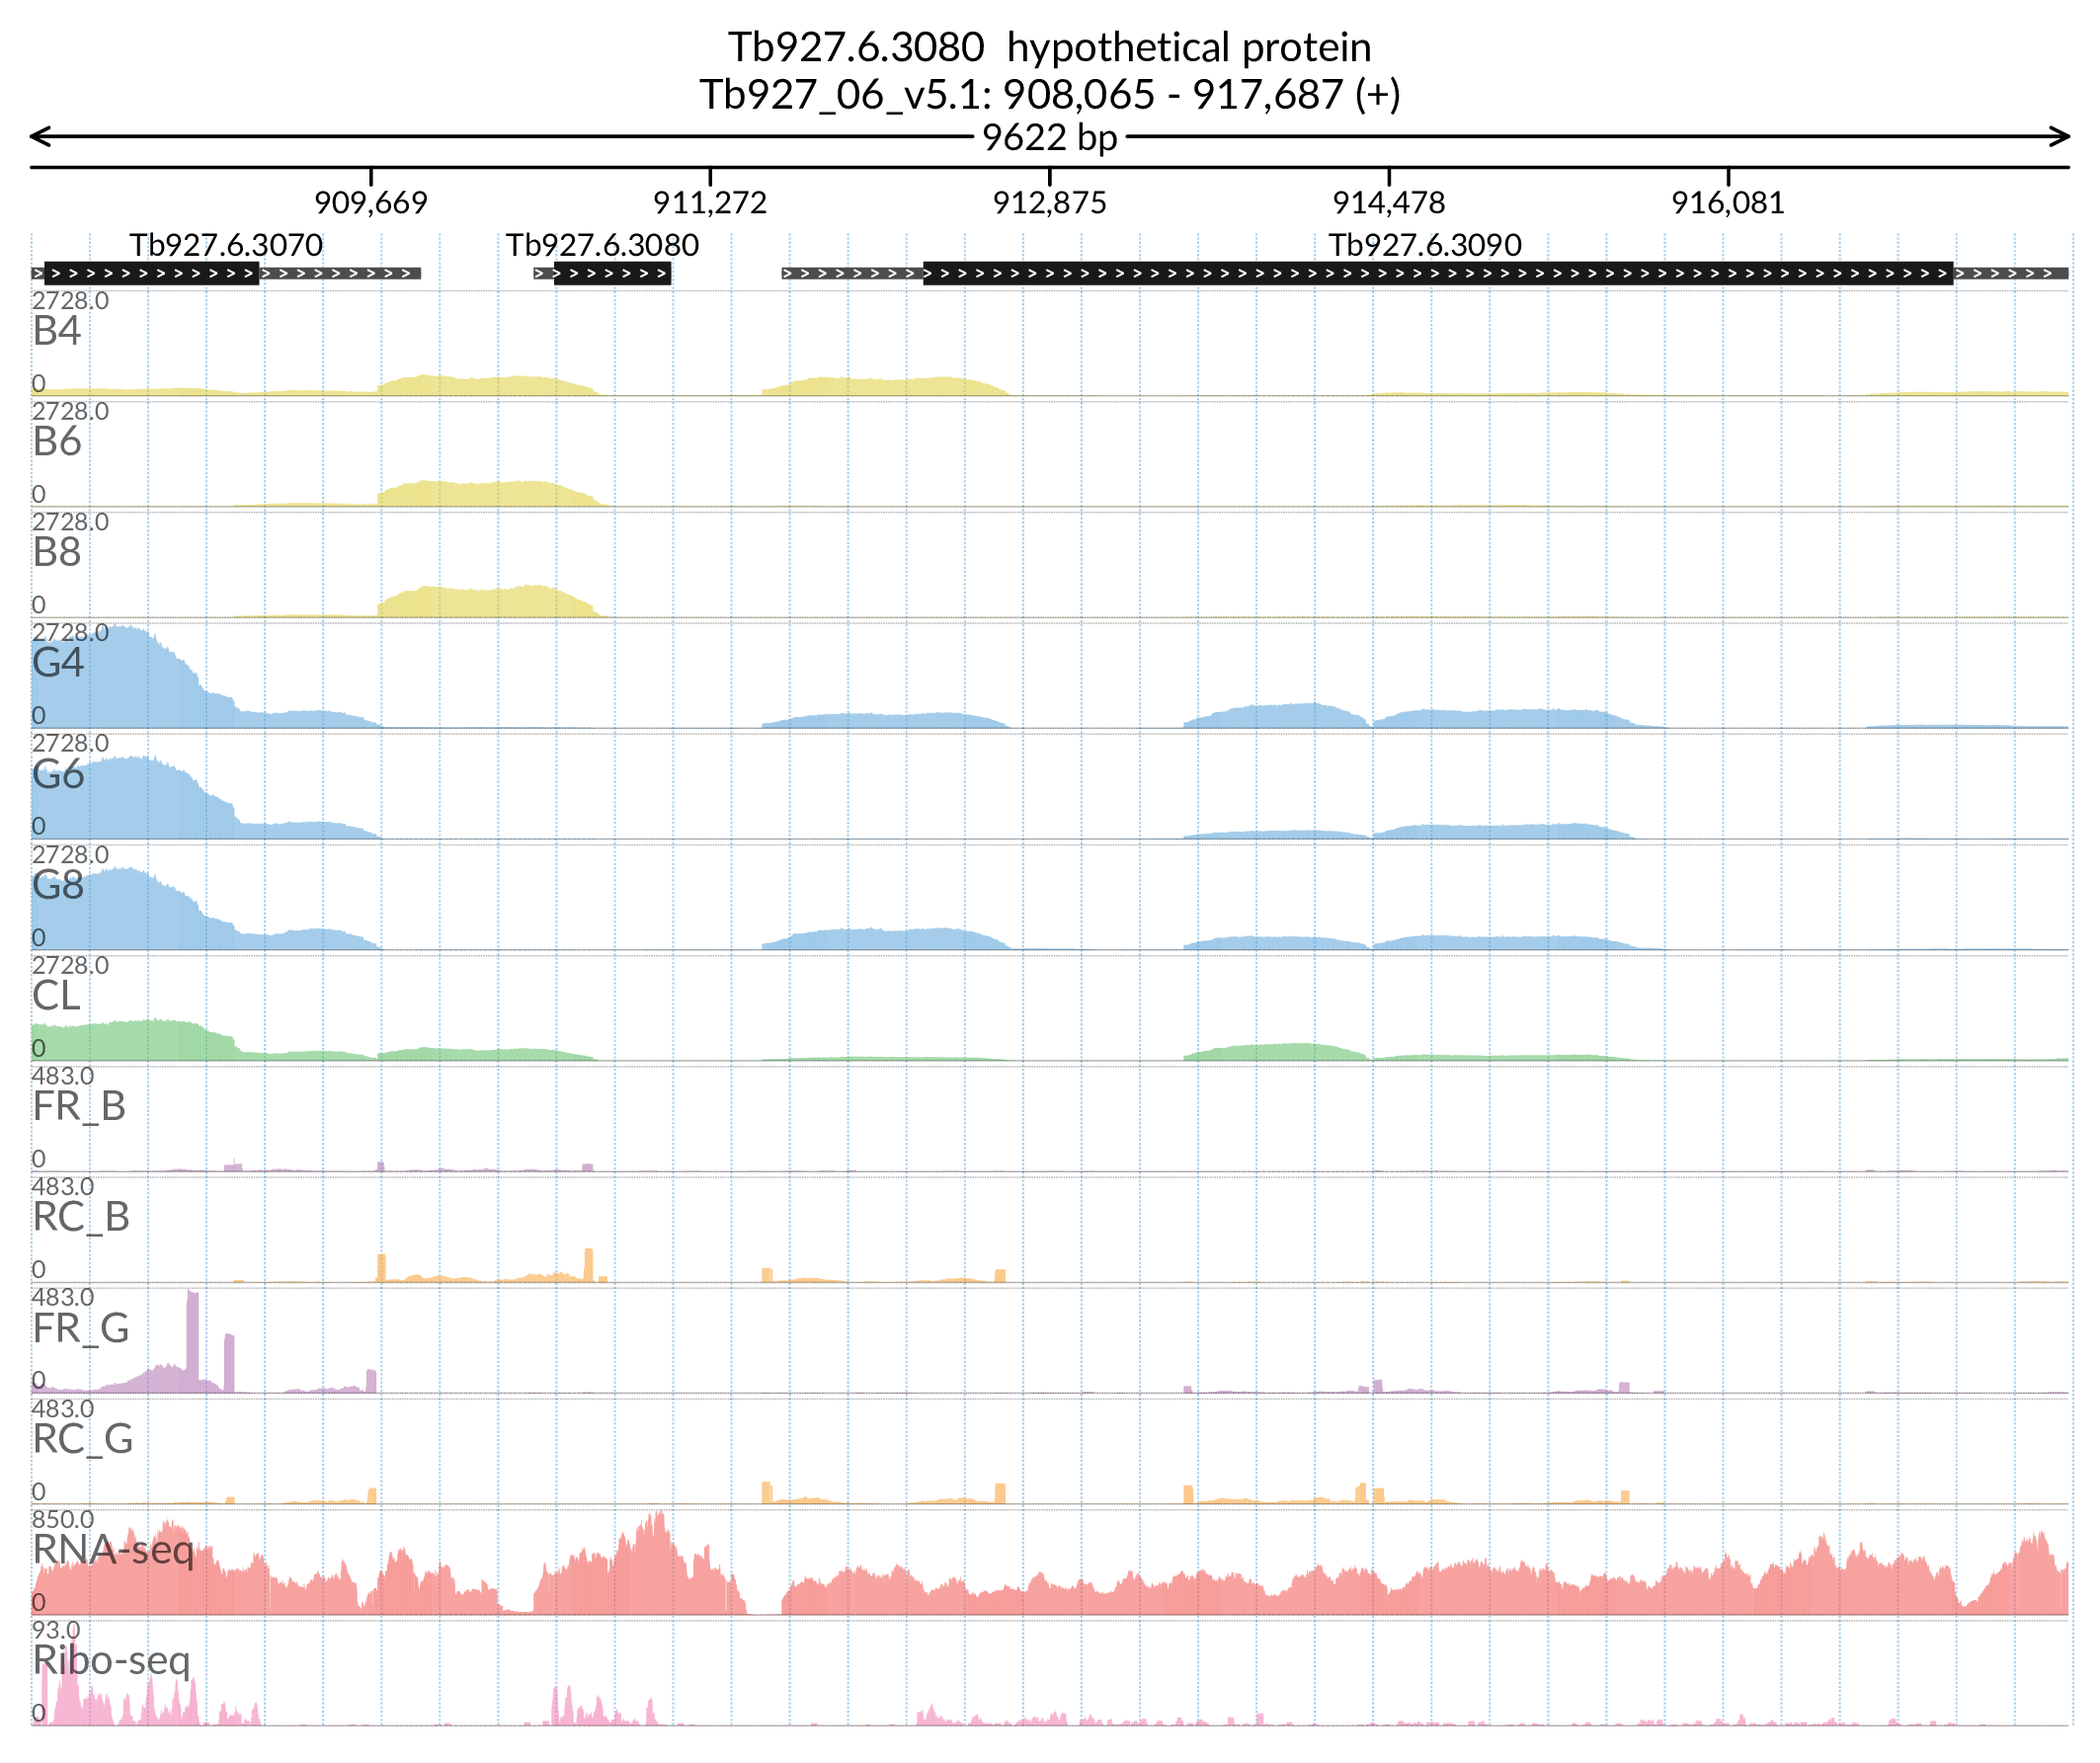 Tb927.6.3080 hypothetical protein
Tb927_06_v5.1: 908,065 - 917,687 (+)
9622 bp
909,669 911,272 912,875 914,478 916,081
Tb927.6.3070 Tb927.6.3080 Tb927.6.3090
2728.0
B4
0
2728.0
B6
0
2728.0
B8
0
2728.0
G4
0
2728.0
G6
0
2728.0
G8
0
2728.0
CL
0
483.0
FR_B
0
483.0
RC_B
0
483.0
FR_G
0
483.0
RC_G
0
850.0
RNA-seq
0
93.0
Ribo-seq
0